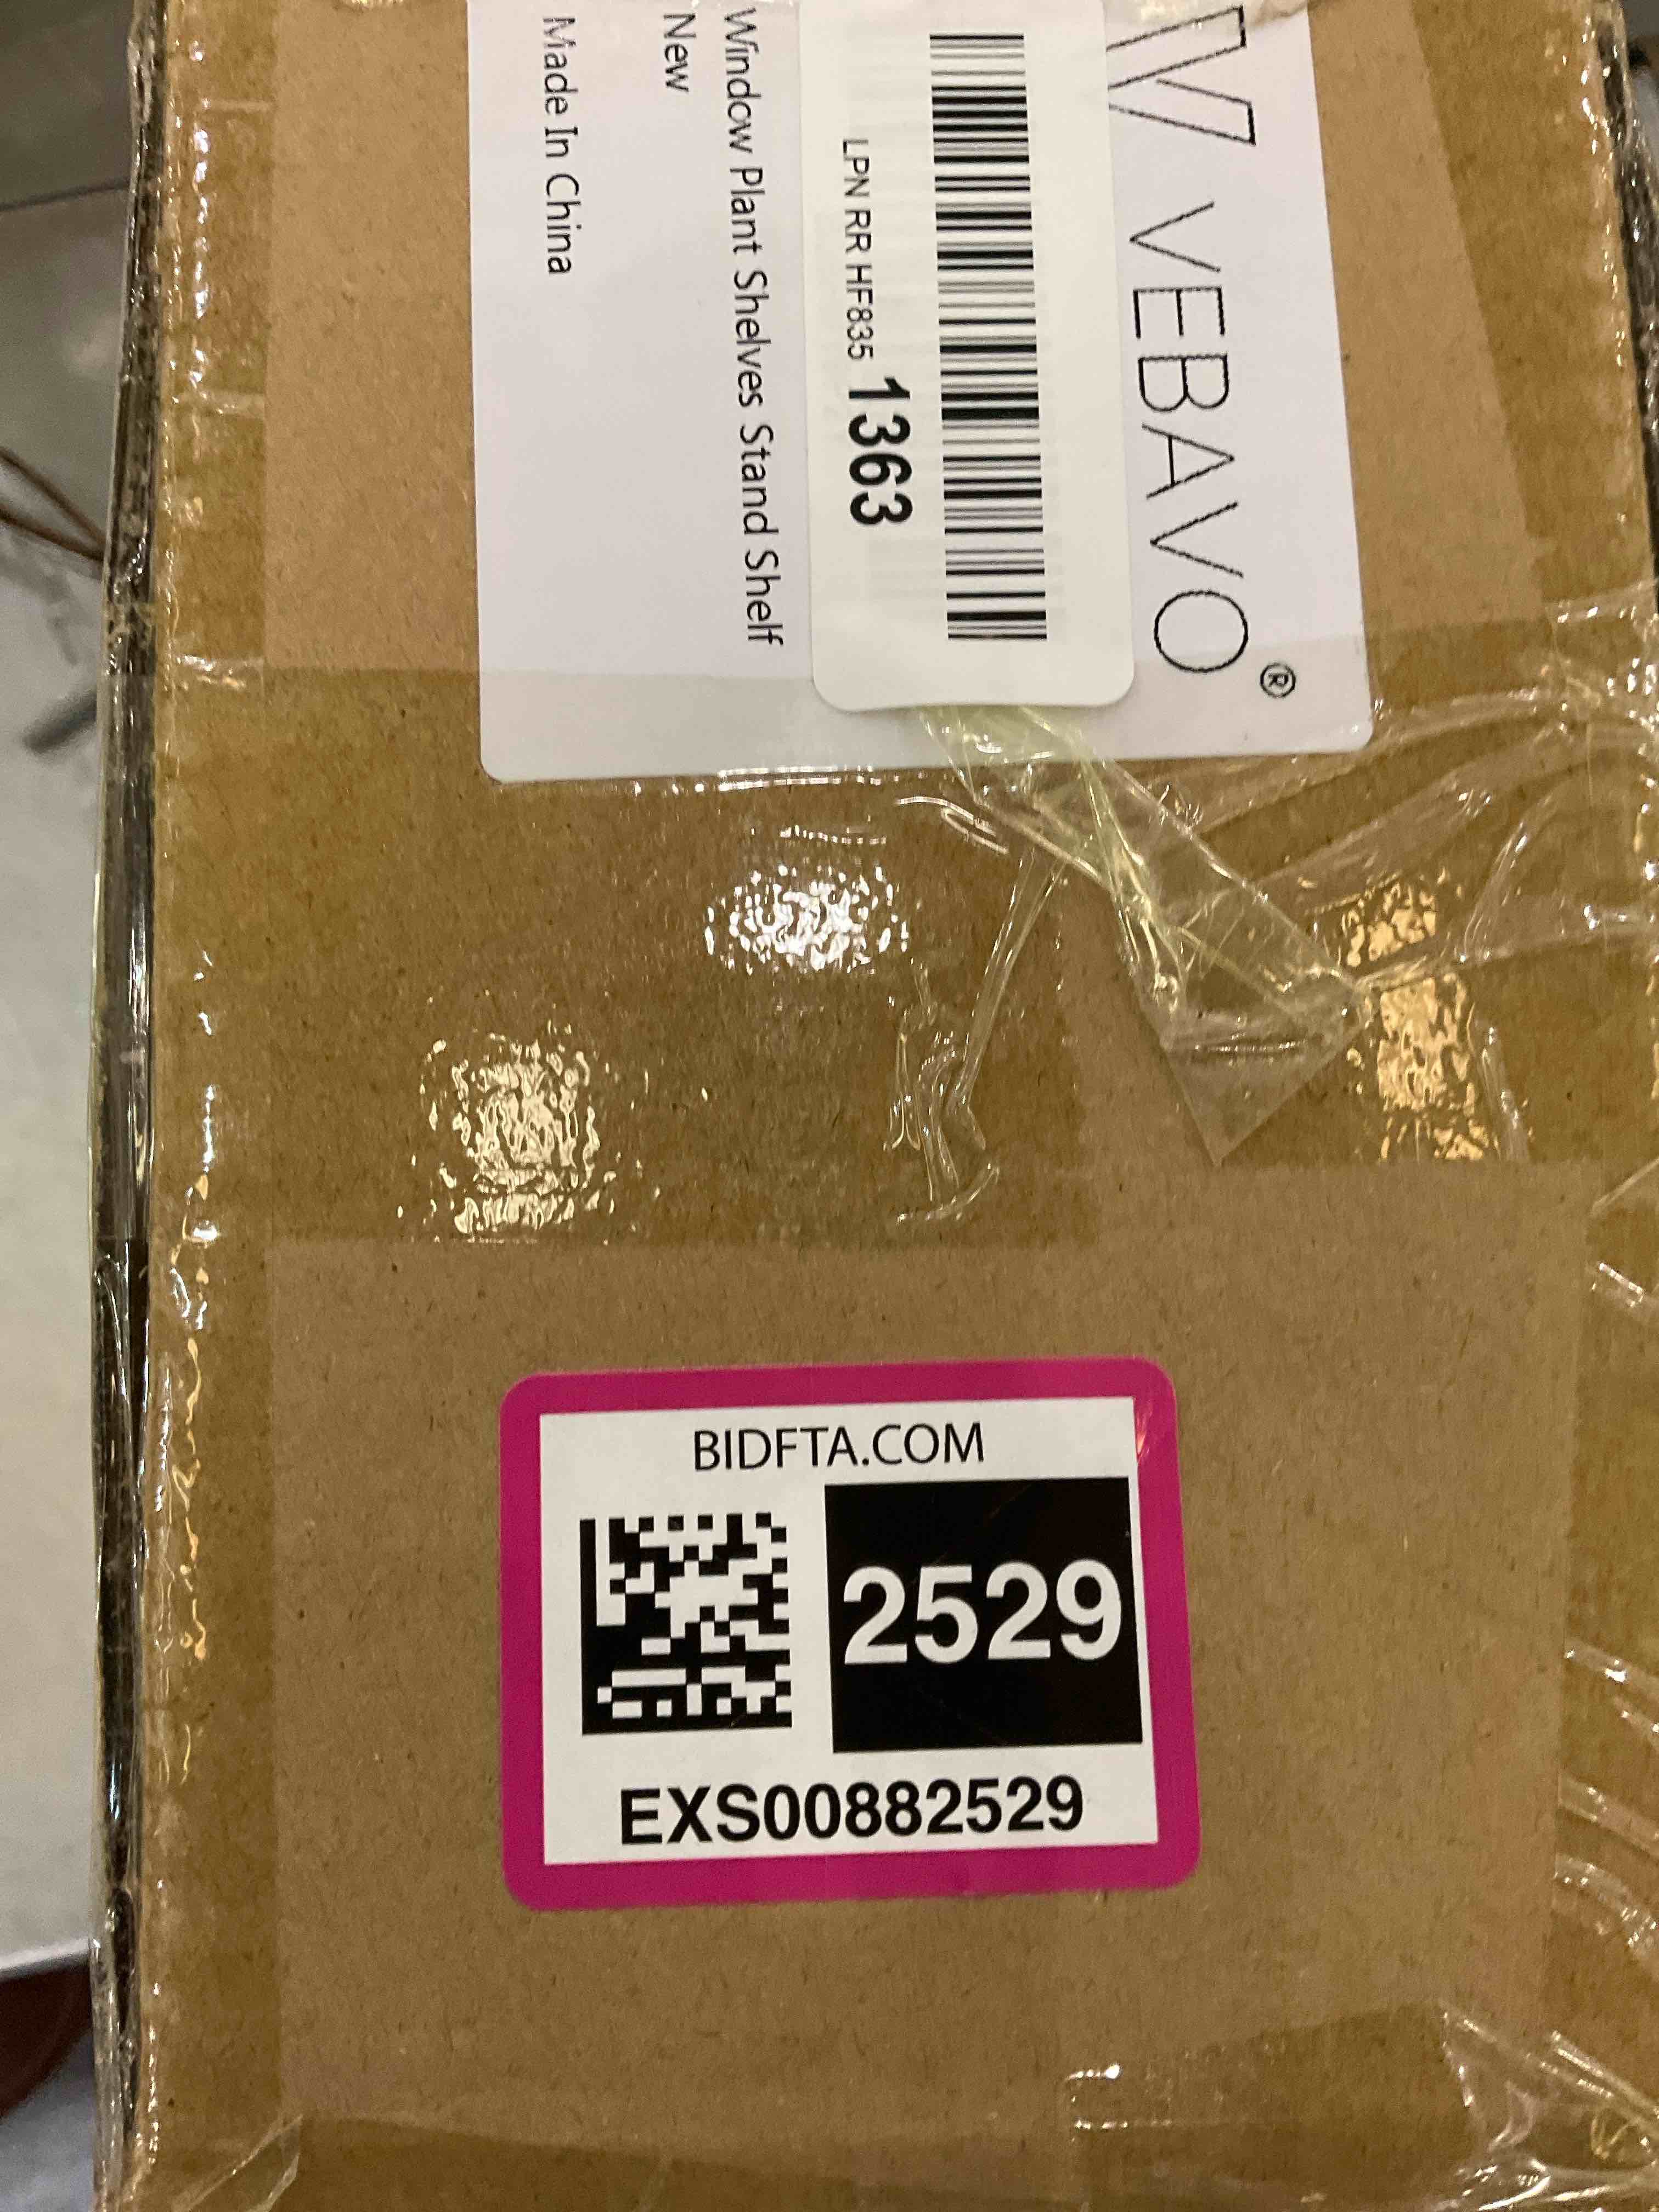 V VEBAVO®
LPN RR HF835 1363
Window Plant Shelves Stand Shelf
New
Made In China
BIDFTA.COM
2529
EXS00882529